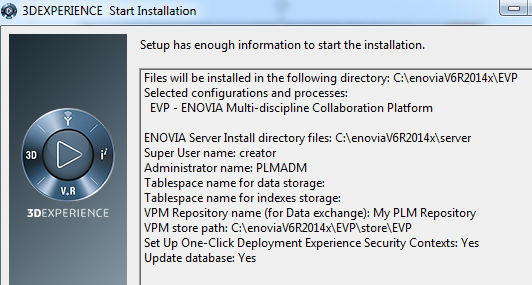 3DEXPERIENCE Start Installation
Setup has enough information to start the installation.
Files will be installed in the following directory: C:\enoviaV6R2014x\EVP
Selected configurations and processes:
EVP - ENOVIA Multi-discipline Collaboration Platform
ENOVIA Server Install directory files: C:\enoviaV6R2014x\server
Super User name: creator
Administrator name: PLMADM
Tablespace name for data storage:
Tablespace name for indexes storage:
VPM Repository name (for Data exchange): My PLM Repository
VPM store path: C:\enoviaV6R2014x\EVP\store\EVP
Set Up One-Click Deployment Experience Security Contexts: Yes
Update database: Yes
3D
i²
V.R
3DEXPERIENCE